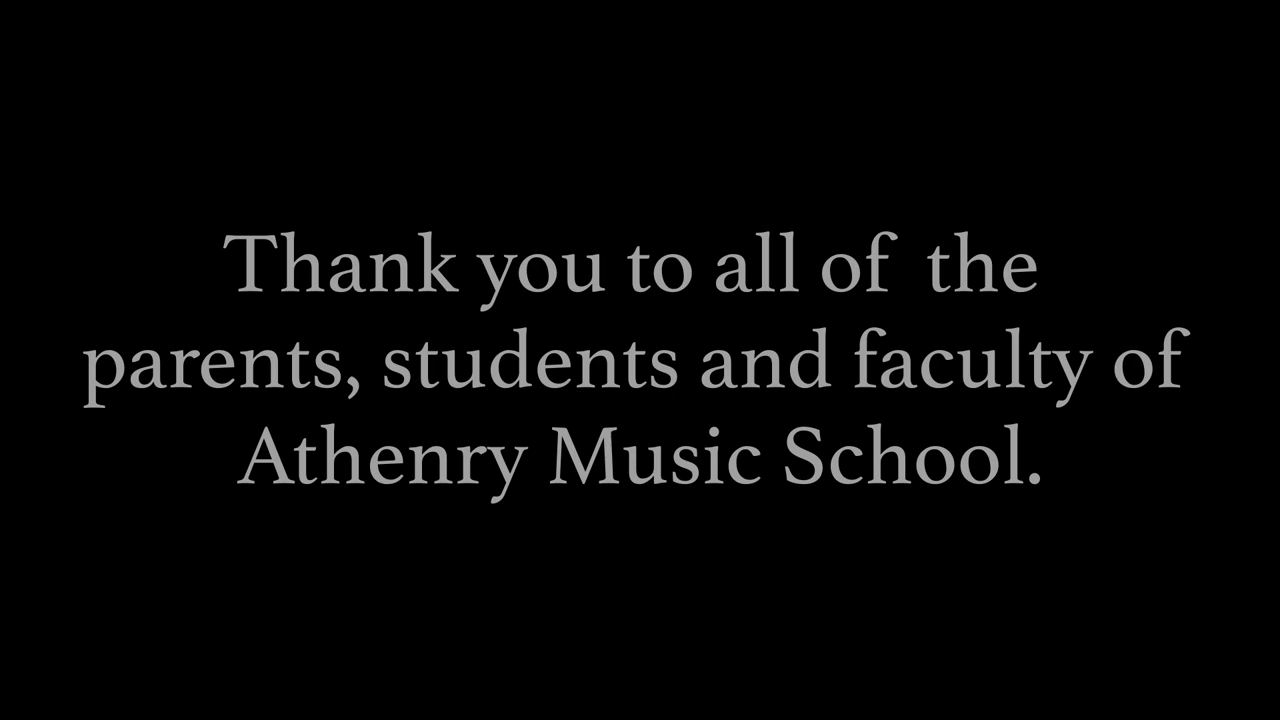 Thank you to all of  the
parents, students and faculty of
Athenry Music School.